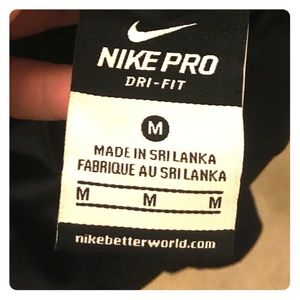 NIKE PRO
DRI-FIT
M
MADE IN SRI LANKA
FABRIQUE AU SRI LANKA
M M M
nikebetterworld.com